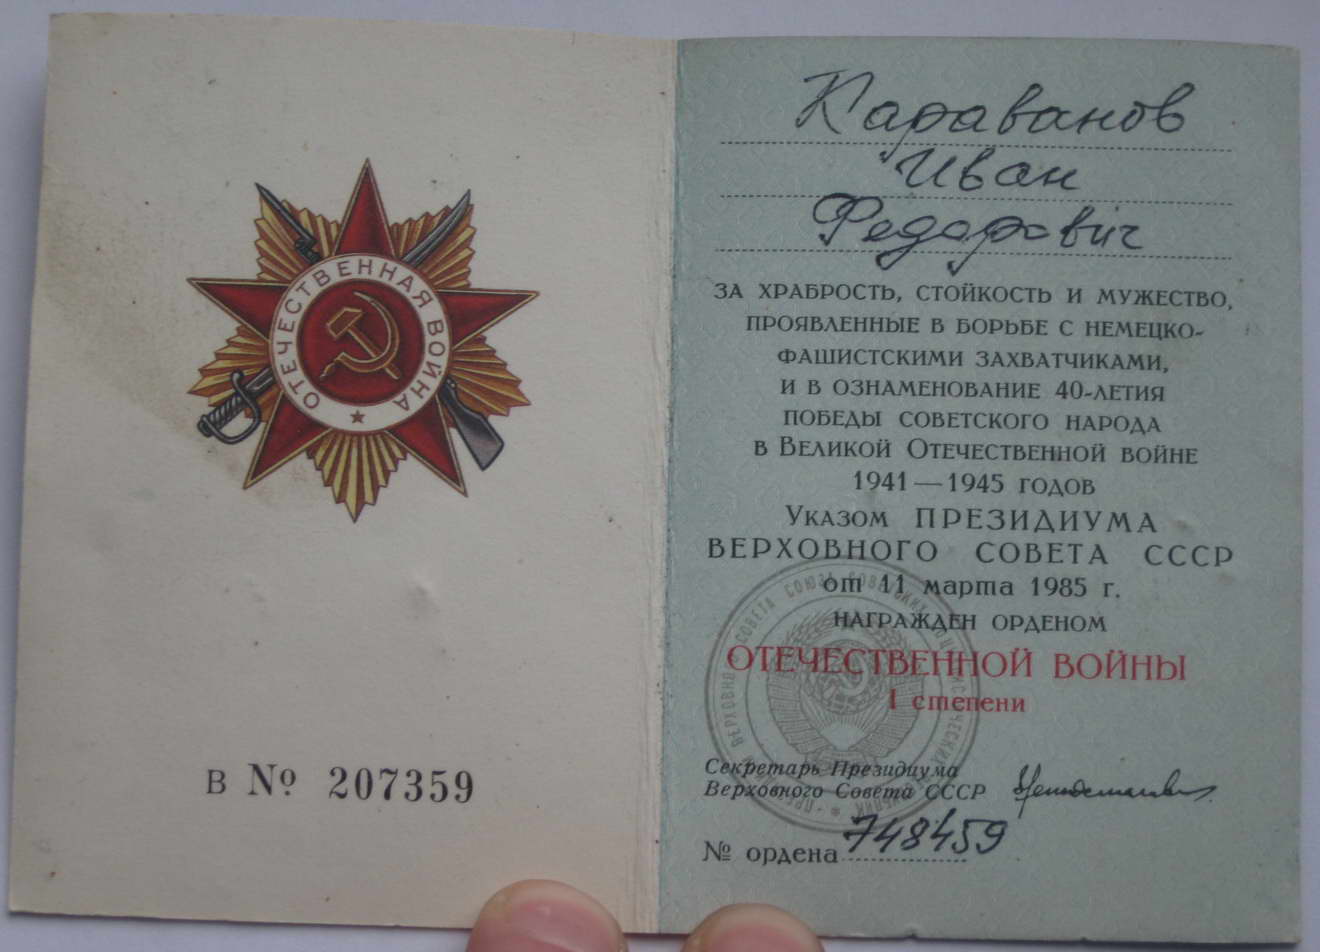 ОТЕЧЕСТВЕННАЯ ВОЙНА
В № 207359
Караванов
Иван
Федорович
ЗА ХРАБРОСТЬ, СТОЙКОСТЬ И МУЖЕСТВО,
ПРОЯВЛЕННЫЕ В БОРЬБЕ С НЕМЕЦКО-
ФАШИСТСКИМИ ЗАХВАТЧИКАМИ,
И В ОЗНАМЕНОВАНИЕ 40-ЛЕТИЯ
ПОБЕДЫ СОВЕТСКОГО НАРОДА
В ВЕЛИКОЙ ОТЕЧЕСТВЕННОЙ ВОЙНЕ
1941—1945 ГОДОВ
УКАЗОМ ПРЕЗИДИУМА
ВЕРХОВНОГО СОВЕТА СССР
от 11 марта 1985 г.
НАГРАЖДЕН ОРДЕНОМ
ОТЕЧЕСТВЕННОЙ ВОЙНЫ
I степени
Секретарь Президиума
Верховного Совета СССР
№ ордена 748459